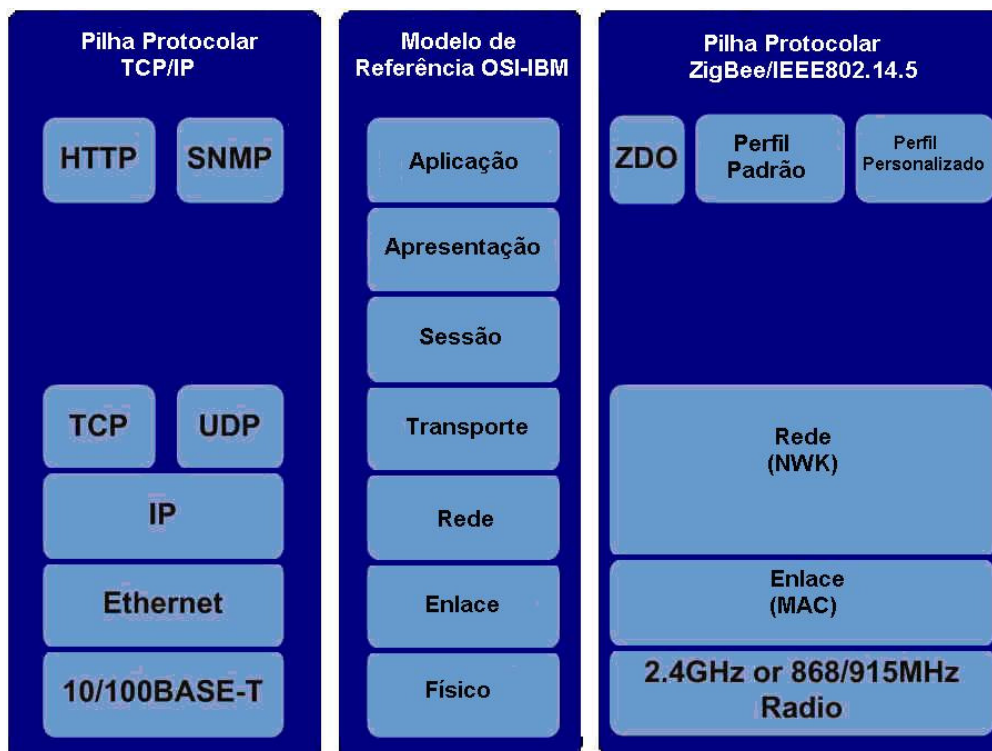 Pilha Protocolar
TCP/IP
HTTP
SNMP
TCP
UDP
IP
Ethernet
10/100BASE-T
Modelo de
Referência OSI-IBM
Aplicação
Apresentação
Sessão
Transporte
Rede
Enlace
Físico
Pilha Protocolar
ZigBee/IEEE802.14.5
ZDO
Perfil
Padrão
Perfil
Personalizado
Rede
(NWK)
Enlace
(MAC)
2.4GHz or 868/915MHz
Radio